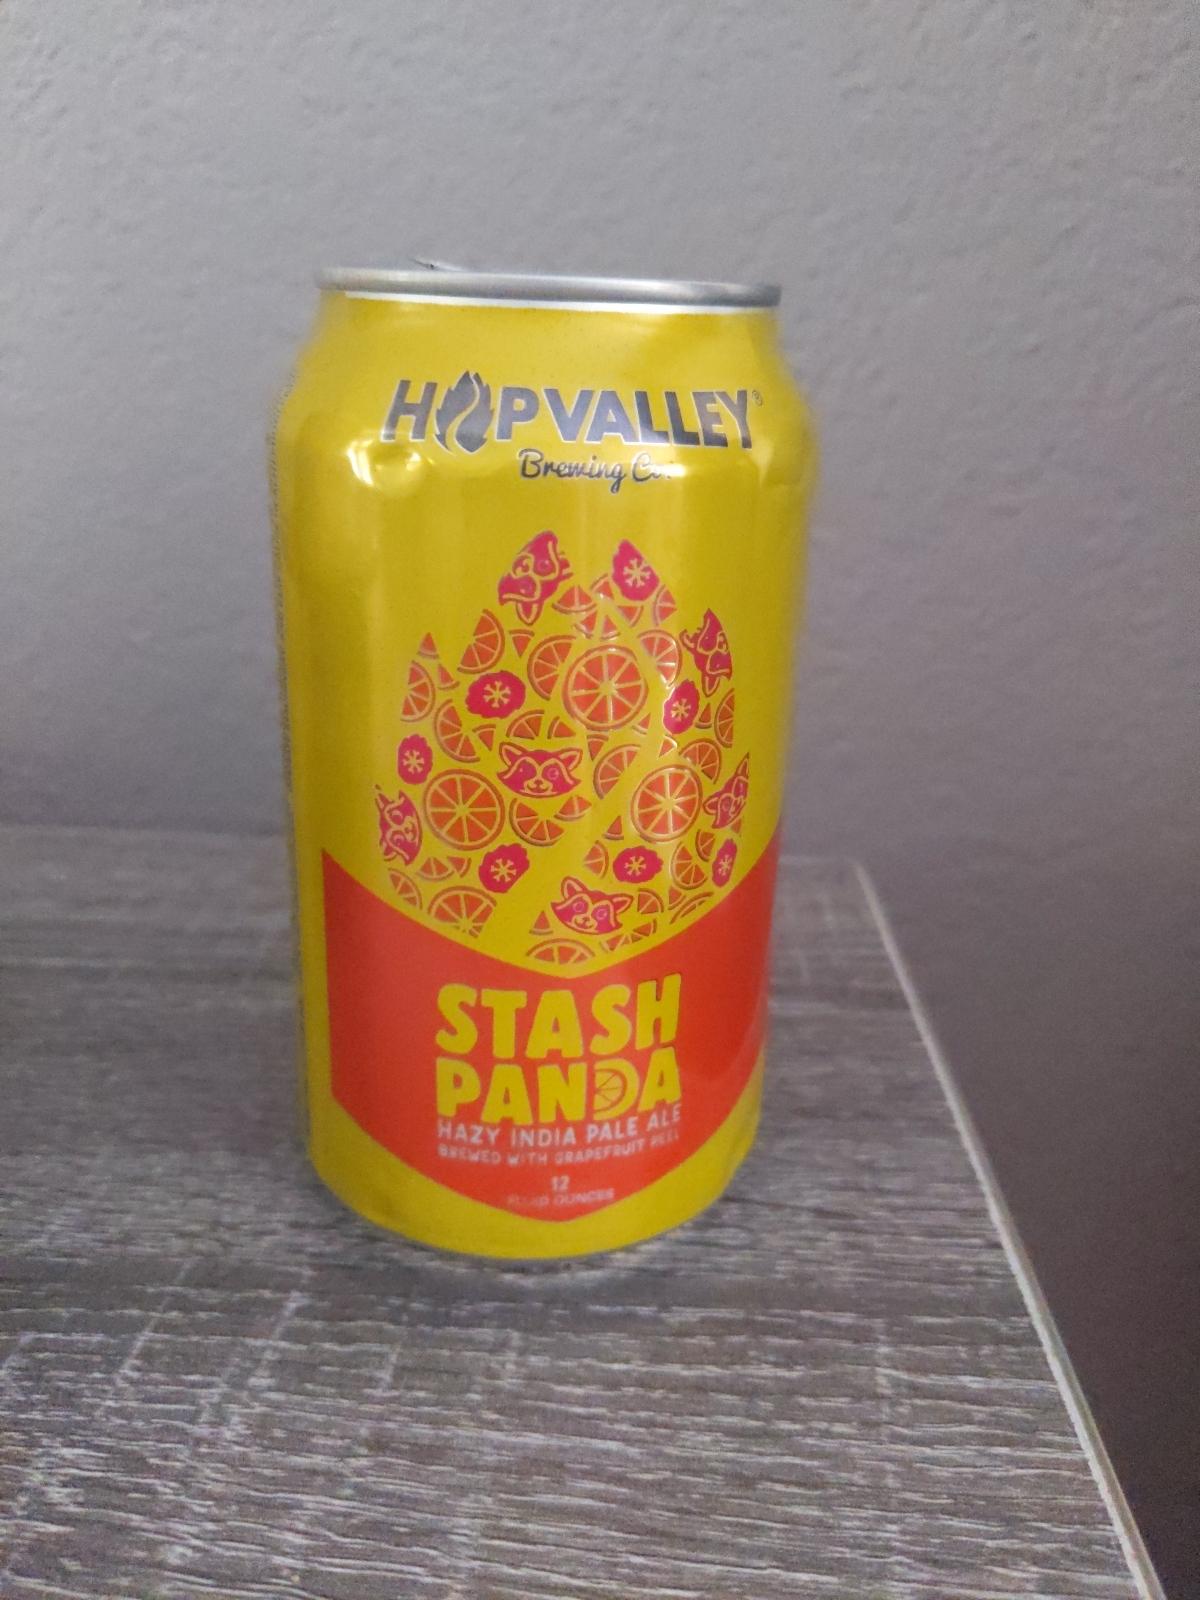 HOPVALLEY®
Brewing Co.
STASH
PANDA
HAZY INDIA PALE ALE
BREWED WITH GRAPEFRUIT PEEL
12
FLUID OUNCES